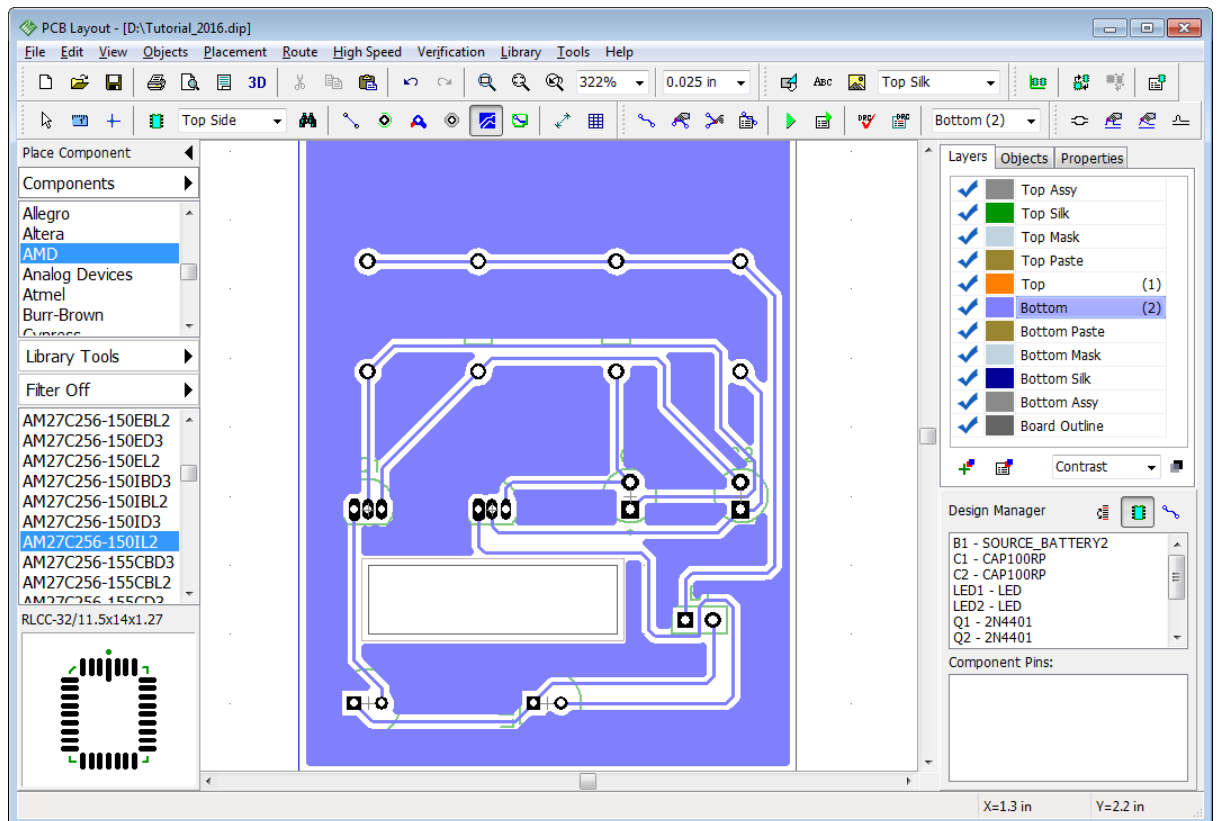 PCB Layout - [D:\Tutorial_2016.dip]
File Edit View Objects Placement Route High Speed Verification Library Tools Help
3D 322% 0.025 in ABC Top Silk
Top Side DRC Bottom (2)
Place Component
Components
Allegro
Altera
AMD
Analog Devices
Atmel
Burr-Brown
Cypress
Library Tools
Filter Off
AM27C256-150EBL2
AM27C256-150ED3
AM27C256-150EL2
AM27C256-150IBD3
AM27C256-150IBL2
AM27C256-150ID3
AM27C256-150IL2
AM27C256-155CBD3
AM27C256-155CBL2
AM27C256-155CD3
RLCC-32/11.5x14x1.27
Layers Objects Properties
Top Assy
Top Silk
Top Mask
Top Paste
Top (1)
Bottom (2)
Bottom Paste
Bottom Mask
Bottom Silk
Bottom Assy
Board Outline
Contrast
Design Manager
B1 - SOURCE_BATTERY2
C1 - CAP100RP
C2 - CAP100RP
LED1 - LED
LED2 - LED
Q1 - 2N4401
Q2 - 2N4401
Component Pins:
X=1.3 in Y=2.2 in